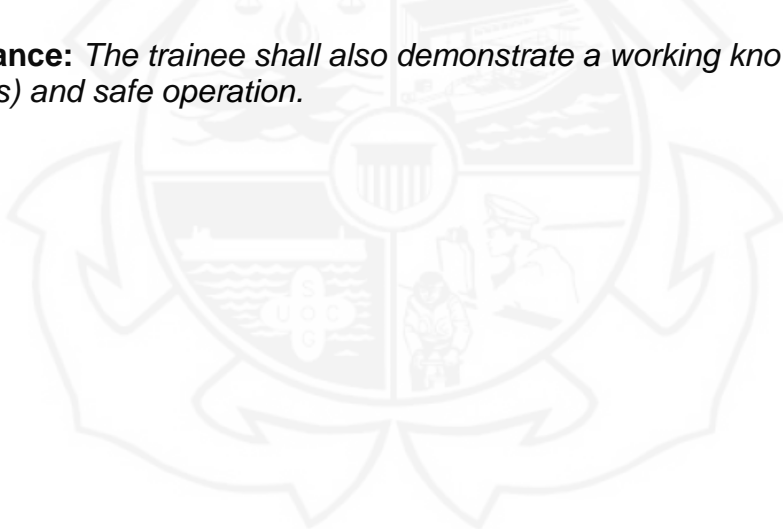 ance: The trainee shall also demonstrate a working kno
s) and safe operation.
S
U O C
G